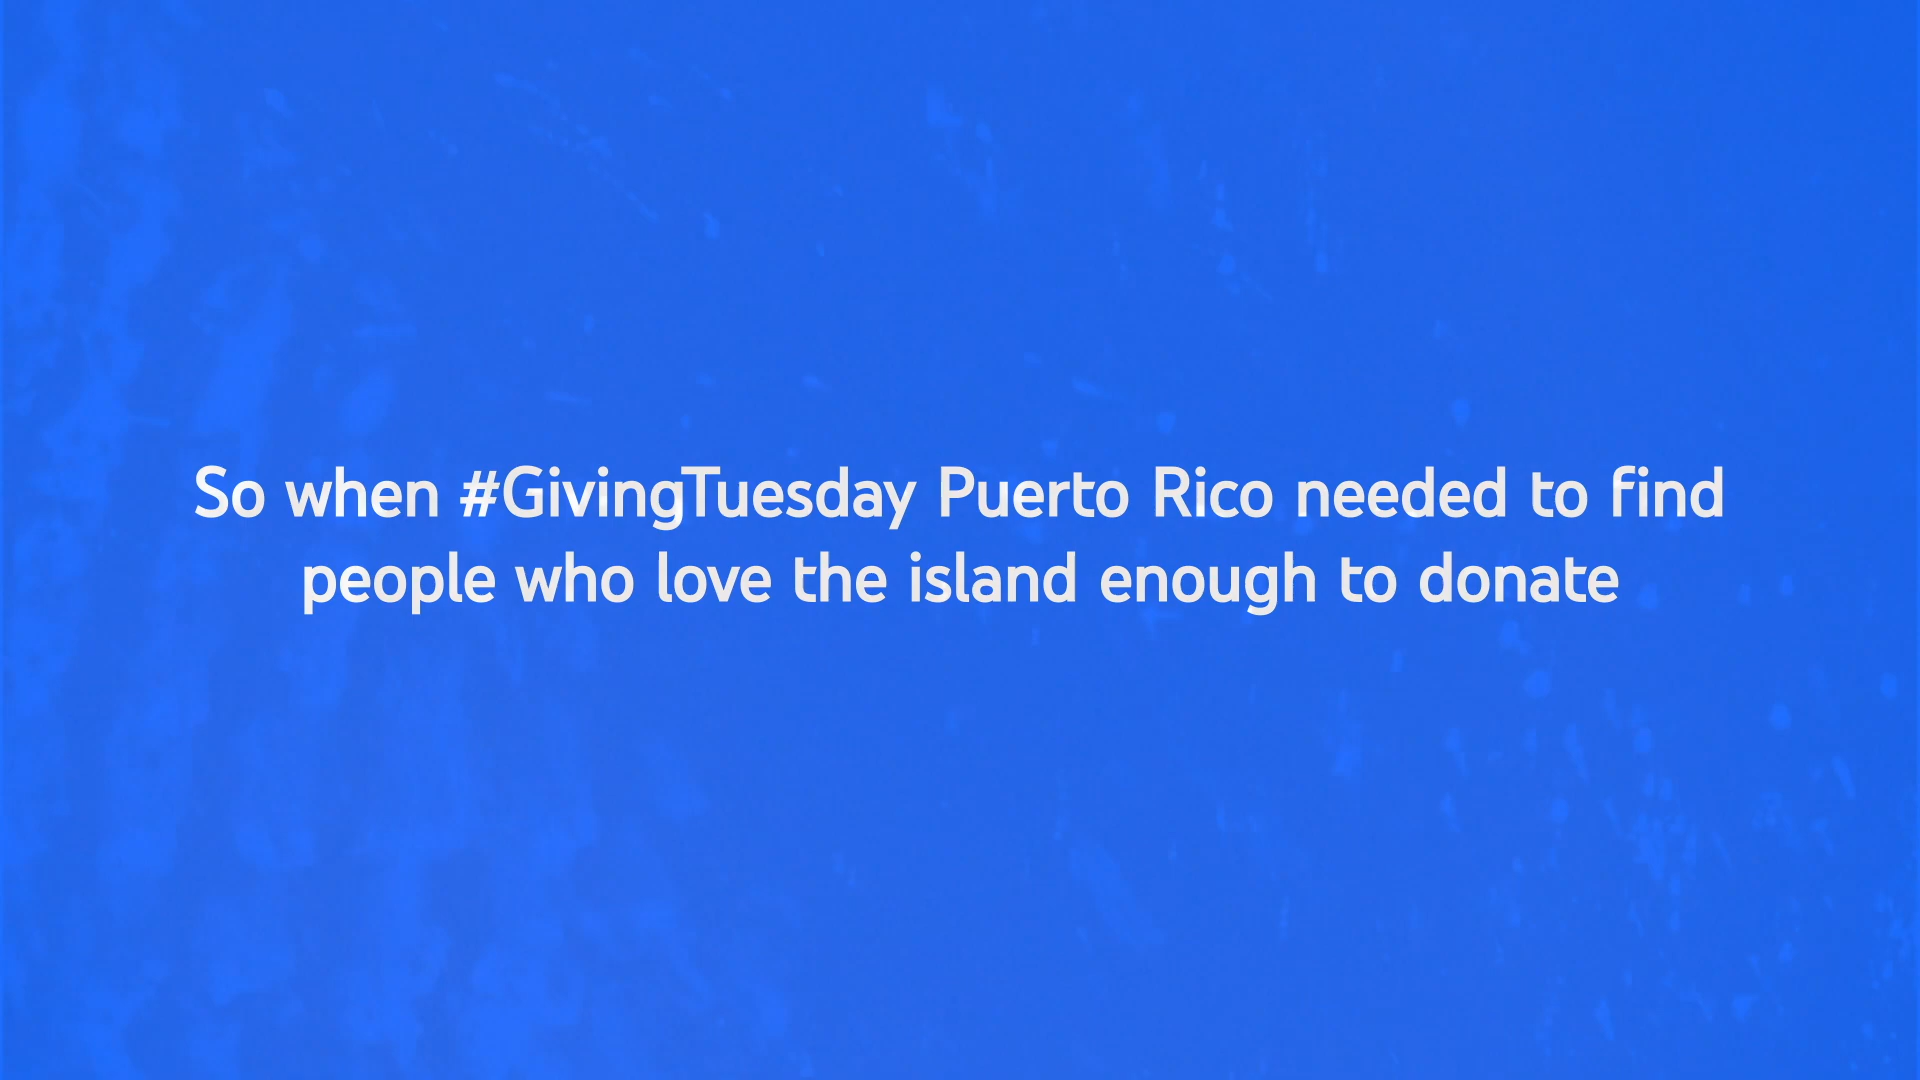 So when #GivingTuesday Puerto Rico needed to find
people who love the island enough to donate